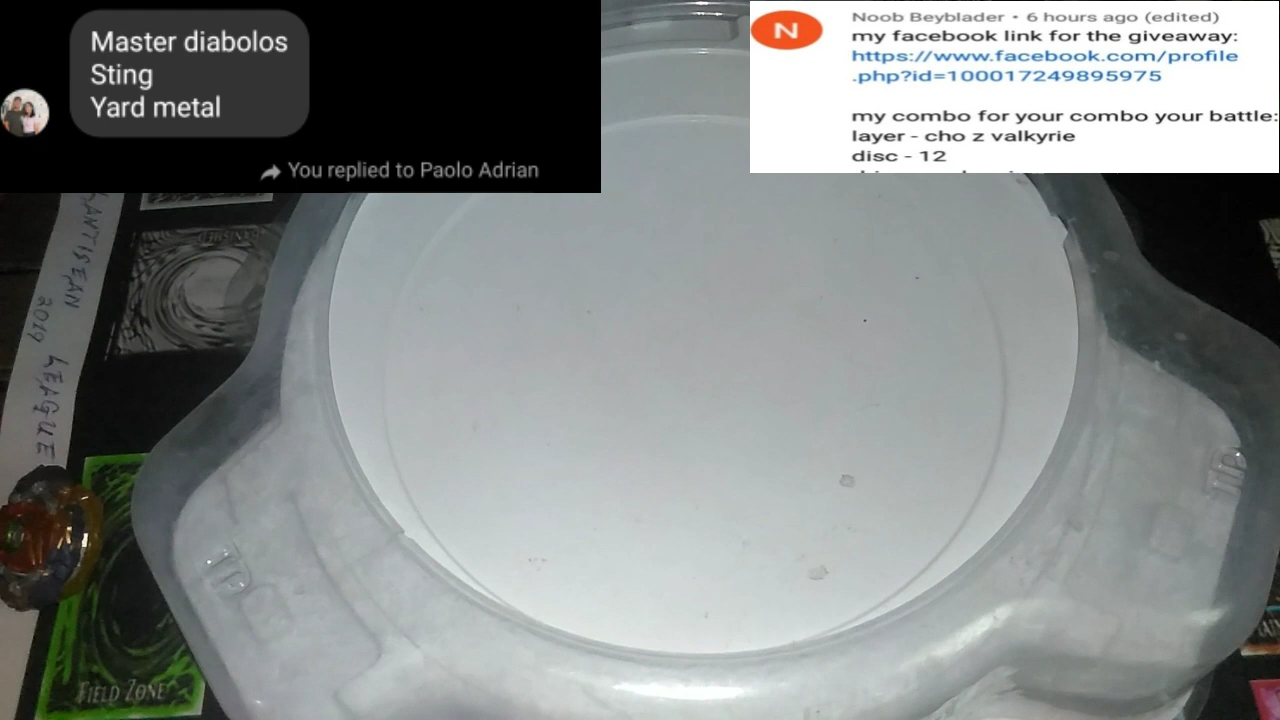 Master diabolos
Sting
Yard metal
You replied to Paolo Adrian
N
Noob Beyblader • 6 hours ago (edited)
my facebook link for the giveaway:
https://www.facebook.com/profile
.php?id=100017249895975
my combo for your combo your battle:
layer - cho z valkyrie
disc - 12
2019 LEAGUE
FIELD ZONE